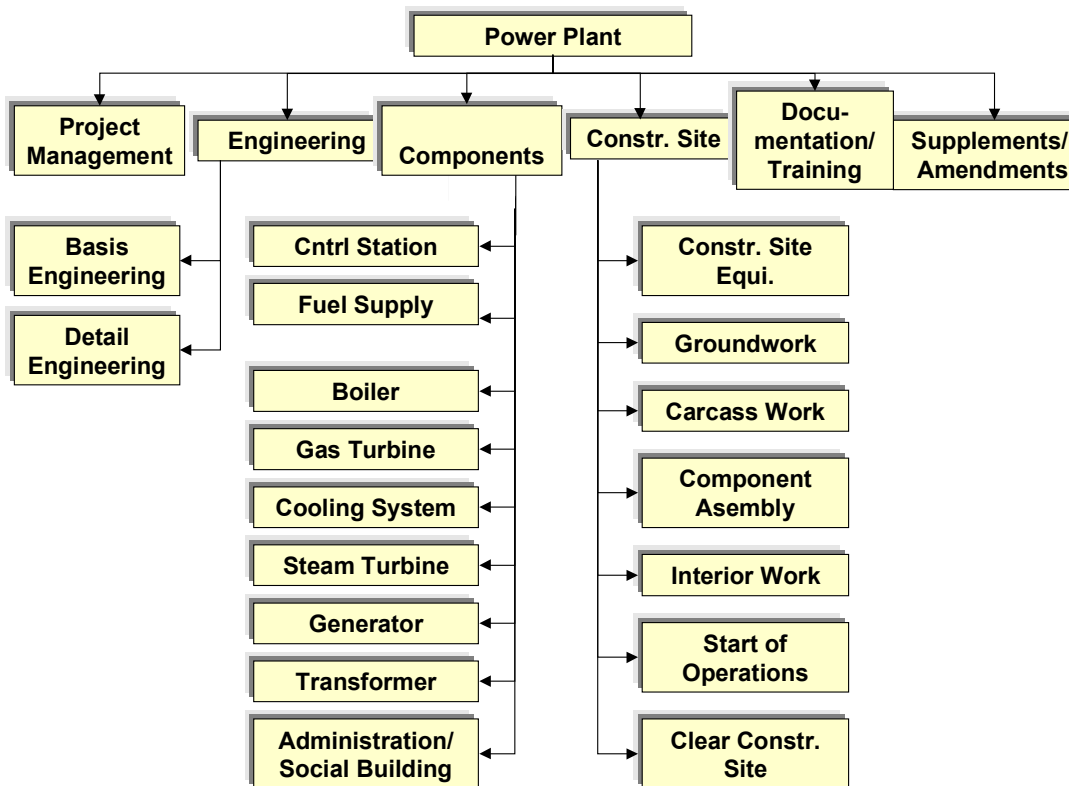 Power Plant
Project
Management
Engineering
Components
Constr. Site
Docu-
mentation/
Training
Supplements/
Amendments
Basis
Engineering
Detail
Engineering
Cntrl Station
Fuel Supply
Boiler
Gas Turbine
Cooling System
Steam Turbine
Generator
Transformer
Administration/
Social Building
Constr. Site
Equi.
Groundwork
Carcass Work
Component
Asembly
Interior Work
Start of
Operations
Clear Constr.
Site